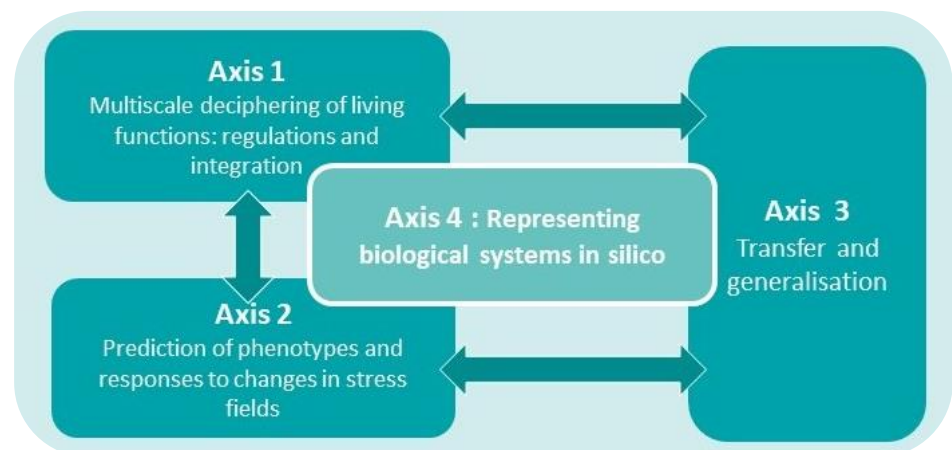 Axis 1
Multiscale deciphering of living
functions: regulations and
integration
Axis 4 : Representing
biological systems in silico
Axis 3
Transfer and
generalisation
Axis 2
Prediction of phenotypes and
responses to changes in stress
fields